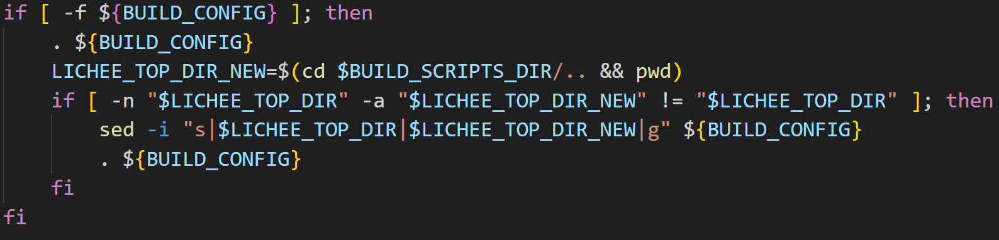 if [ -f ${BUILD_CONFIG} ]; then
    . ${BUILD_CONFIG}
    LICHEE_TOP_DIR_NEW=$(cd $BUILD_SCRIPTS_DIR/.. && pwd)
    if [ -n "$LICHEE_TOP_DIR" -a "$LICHEE_TOP_DIR_NEW" != "$LICHEE_TOP_DIR" ]; then
        sed -i "s|$LICHEE_TOP_DIR|$LICHEE_TOP_DIR_NEW|g" ${BUILD_CONFIG}
        . ${BUILD_CONFIG}
    fi
fi